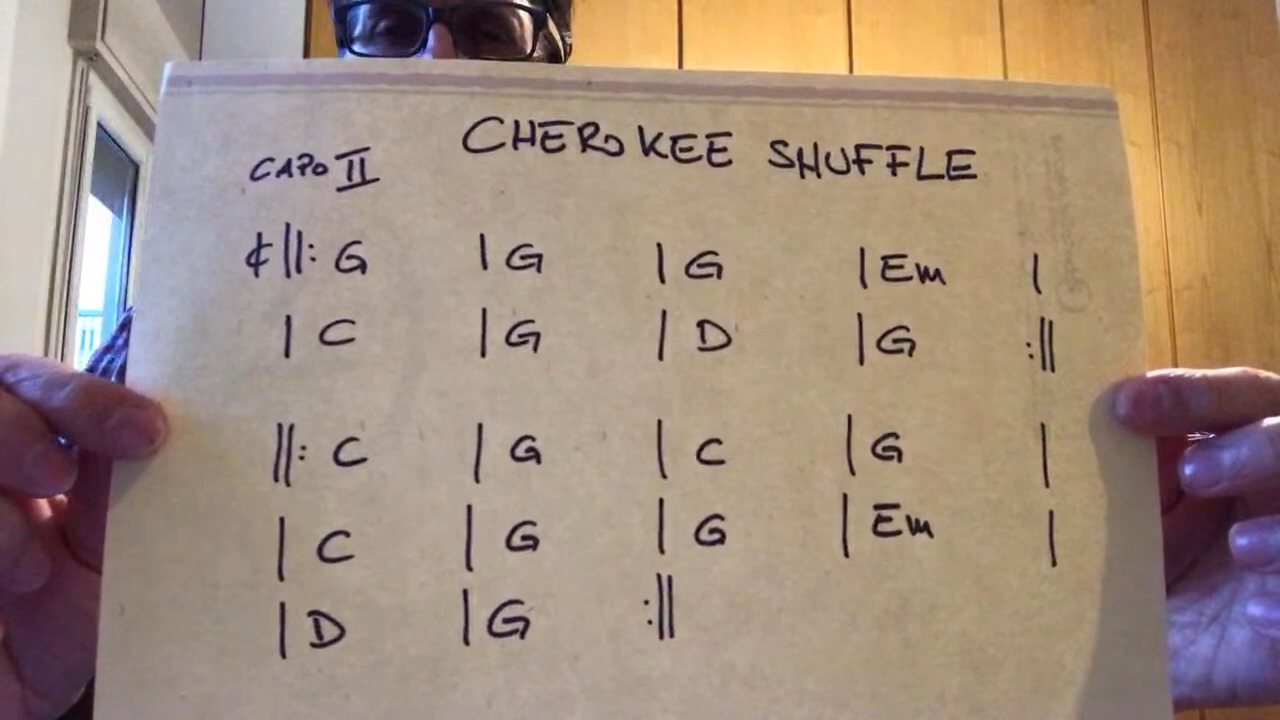 CHEROKEE SHUFFLE
CAPO II
¢||: G | G | G | Em |
| C | G | D | G :||
||: C | G | C | G |
| C | G | G | Em |
| D | G :||